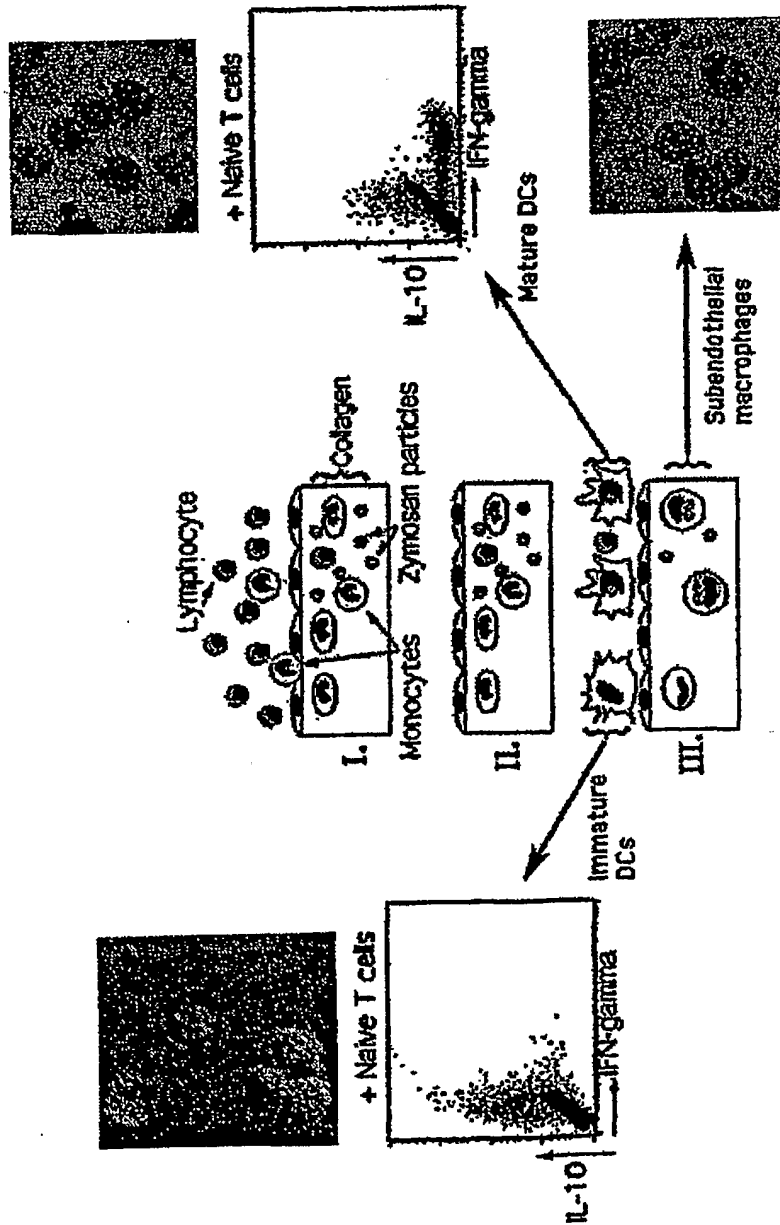 Lymphocyte
Collagen
I.
Monocytes
Zymosan particles
II.
III.
Immature
DCs
+ Naive T cells
IL-10
IFN-gamma
Mature DCs
+ Naive T cells
IL-10
IFN-gamma
Subendothelial
macrophages